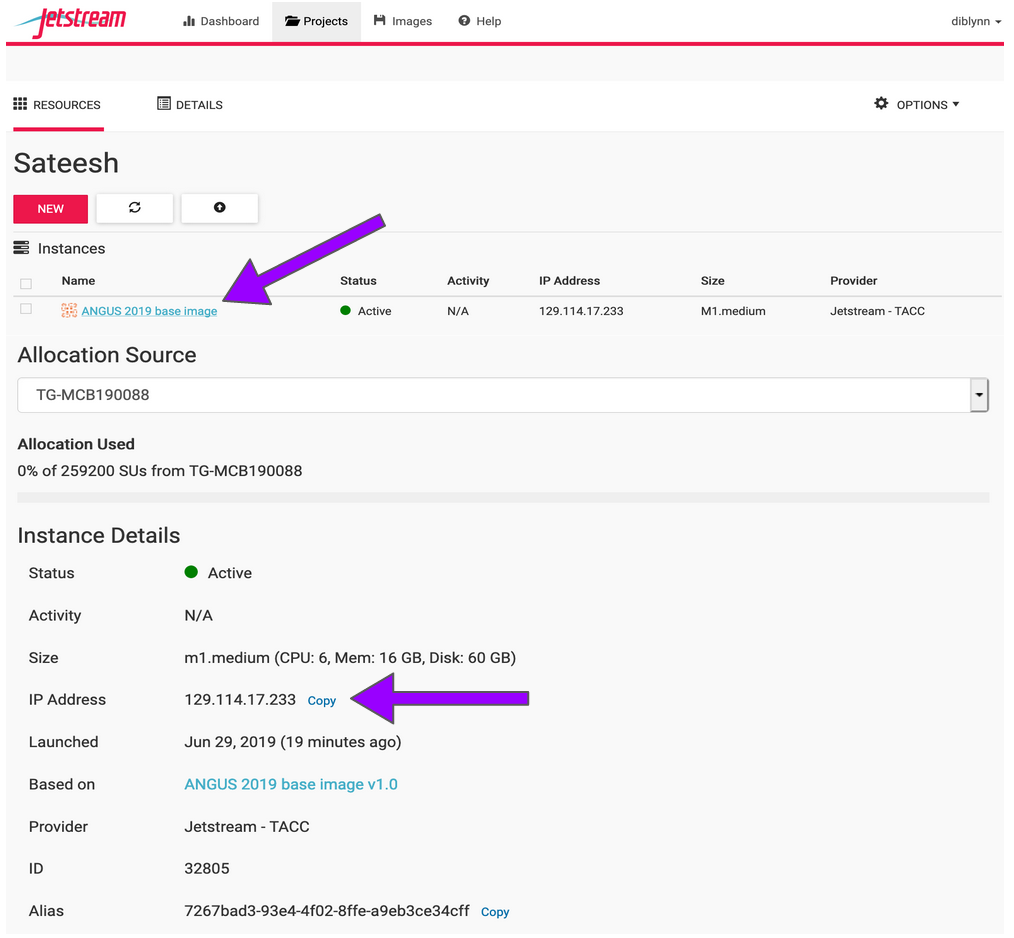 Jetstream Dashboard Projects Images Help diblynn
RESOURCES DETAILS OPTIONS
Sateesh
NEW
Instances
Name Status Activity IP Address Size Provider
ANGUS 2019 base image Active N/A 129.114.17.233 M1.medium Jetstream - TACC
Allocation Source
TG-MCB190088
Allocation Used
0% of 259200 SUs from TG-MCB190088
Instance Details
Status Active
Activity N/A
Size m1.medium (CPU: 6, Mem: 16 GB, Disk: 60 GB)
IP Address 129.114.17.233 Copy
Launched Jun 29, 2019 (19 minutes ago)
Based on ANGUS 2019 base image v1.0
Provider Jetstream - TACC
ID 32805
Alias 7267bad3-93e4-4f02-8ffe-a9eb3ce34cff Copy